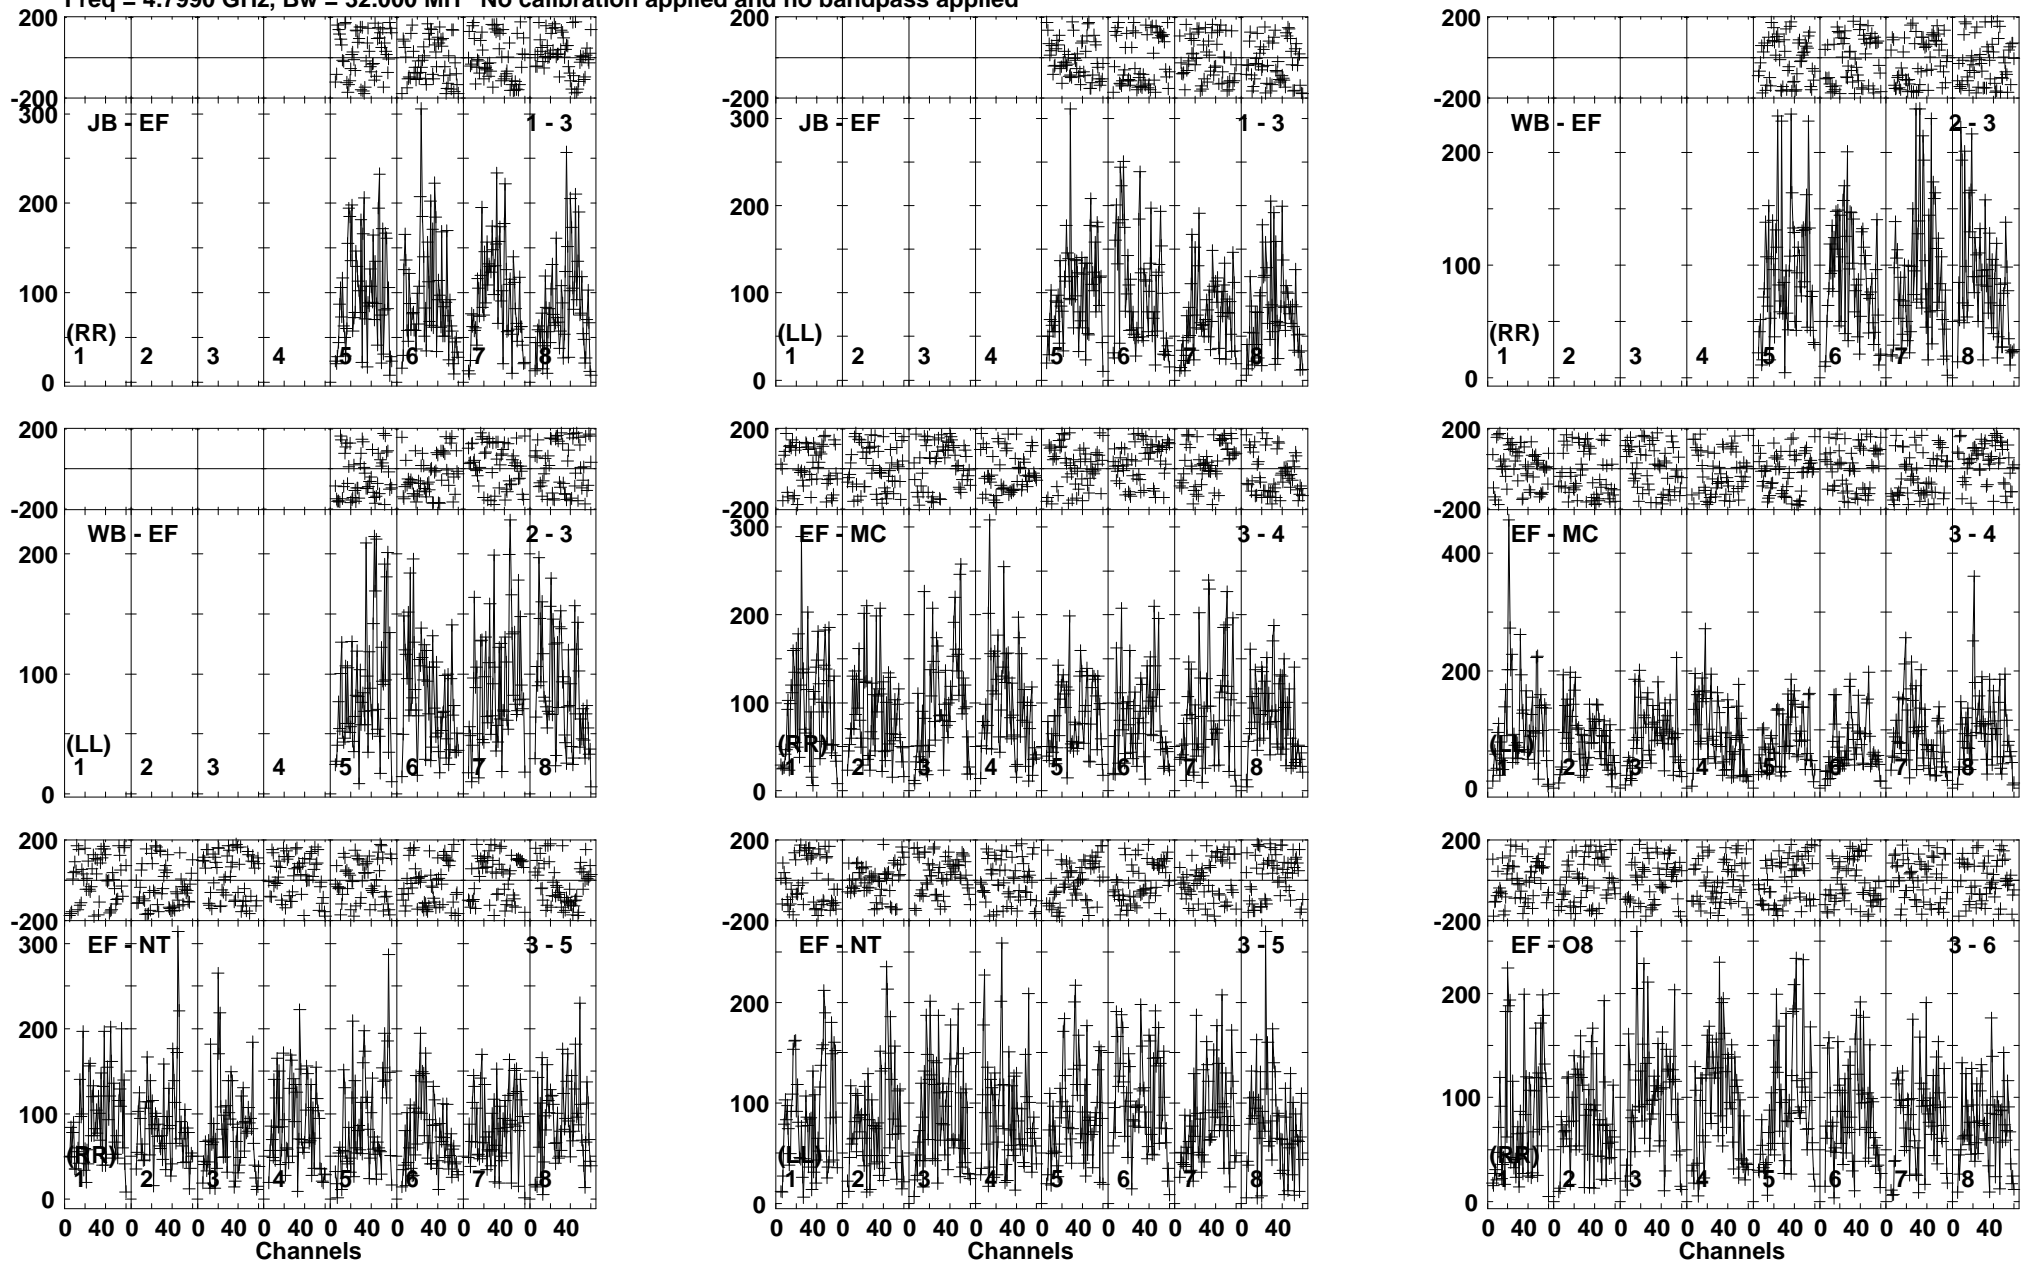 Freq = 4.7990 GHz, Bw = 32.000 MH No calibration applied and no bandpass applied
200 200 200
-200 -200 -200
300 JB - EF 1 - 3 300 JB - EF 1 - 3 WB - EF 2 - 3
200 200 200
100 100 100
(RR) (LL) (RR)
1 2 3 4 5 6 7 8 1 2 3 4 5 6 7 8 1 2 3 4 5 6 7 8
0 0 0
200 200 200
-200 -200 -200
WB - EF 2 - 3 300 EF - MC 3 - 4 EF - MC 3 - 4
200 200 400
100 100 200
(LL) (RR) (LL)
1 2 3 4 5 6 7 8 1 2 3 4 5 6 7 8 1 2 3 4 5 6 7 8
0 0 0
200 200 200
-200 -200 -200
300 EF - NT 3 - 5 EF - NT 3 - 5 EF - O8 3 - 6
200 200 200
100 100 100
(RR) (LL) (RR)
1 2 3 4 5 6 7 8 1 2 3 4 5 6 7 8 1 2 3 4 5 6 7 8
0 0 0
0 40 0 40 0 40 0 40 0 40 0 40 0 40 0 40 0 40 0 40 0 40 0 40 0 40 0 40 0 40 0 40 0 40 0 40 0 40 0 40 0 40 0 40 0 40 0 40
Channels Channels Channels